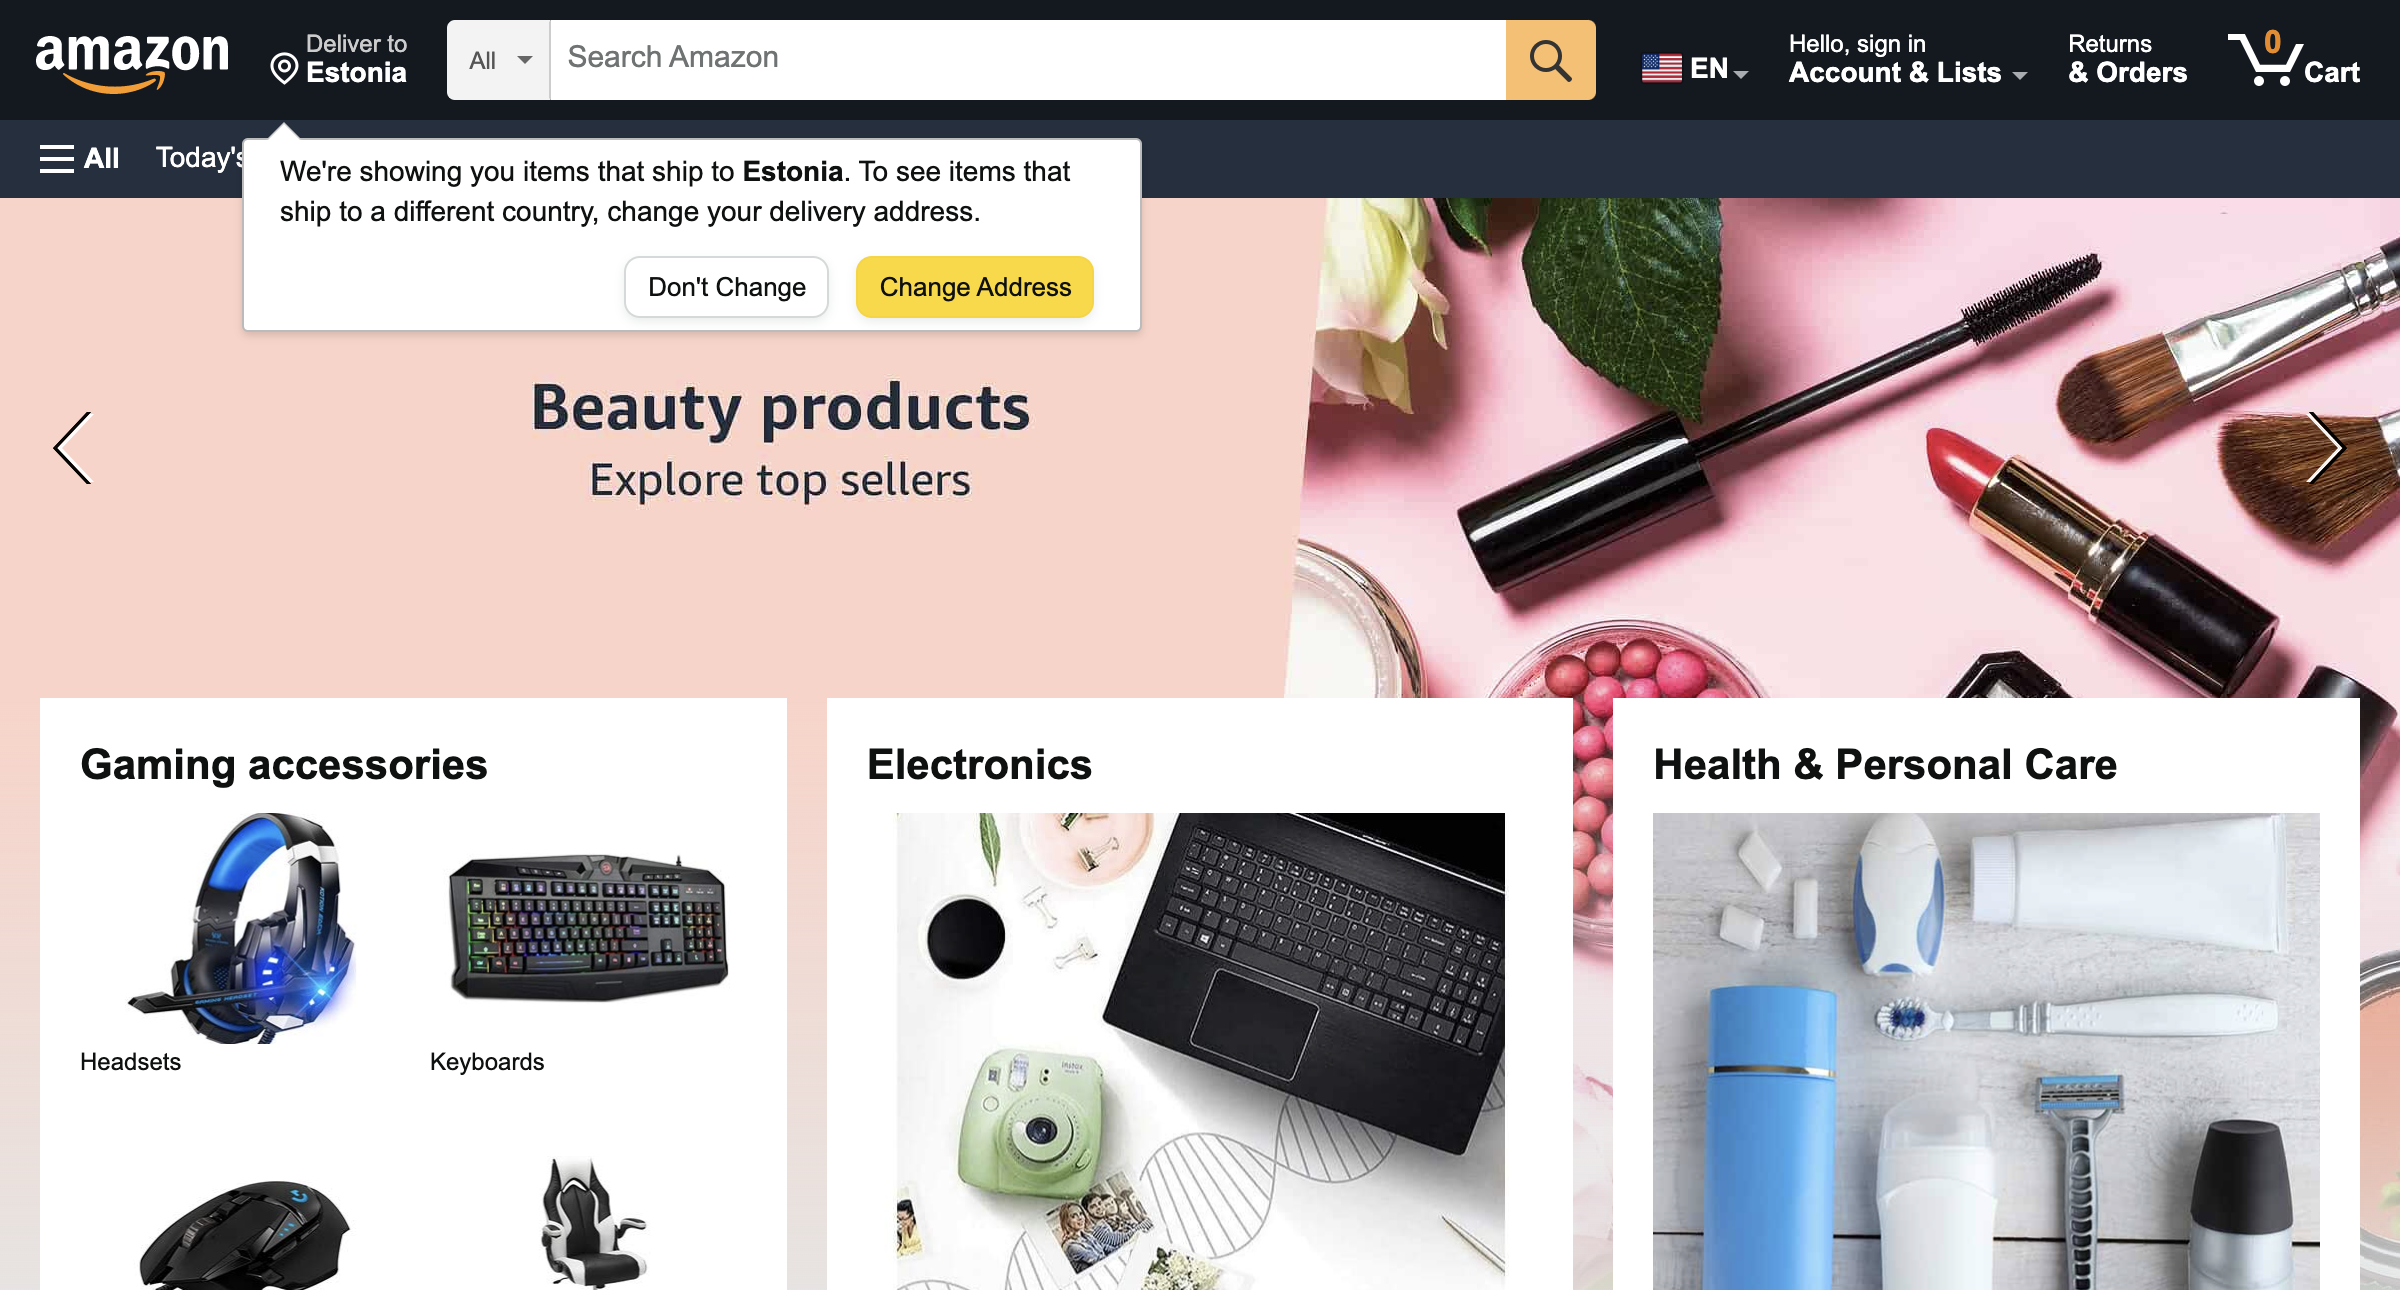 amazon
Deliver to
Estonia
All
Search Amazon
EN
Hello, sign in
Account & Lists
Returns
& Orders
0
Cart
All
Today's
We're showing you items that ship to Estonia. To see items that
ship to a different country, change your delivery address.
Don't Change
Change Address
Beauty products
Explore top sellers
Gaming accessories
Electronics
Health & Personal Care
Headsets
Keyboards
instax